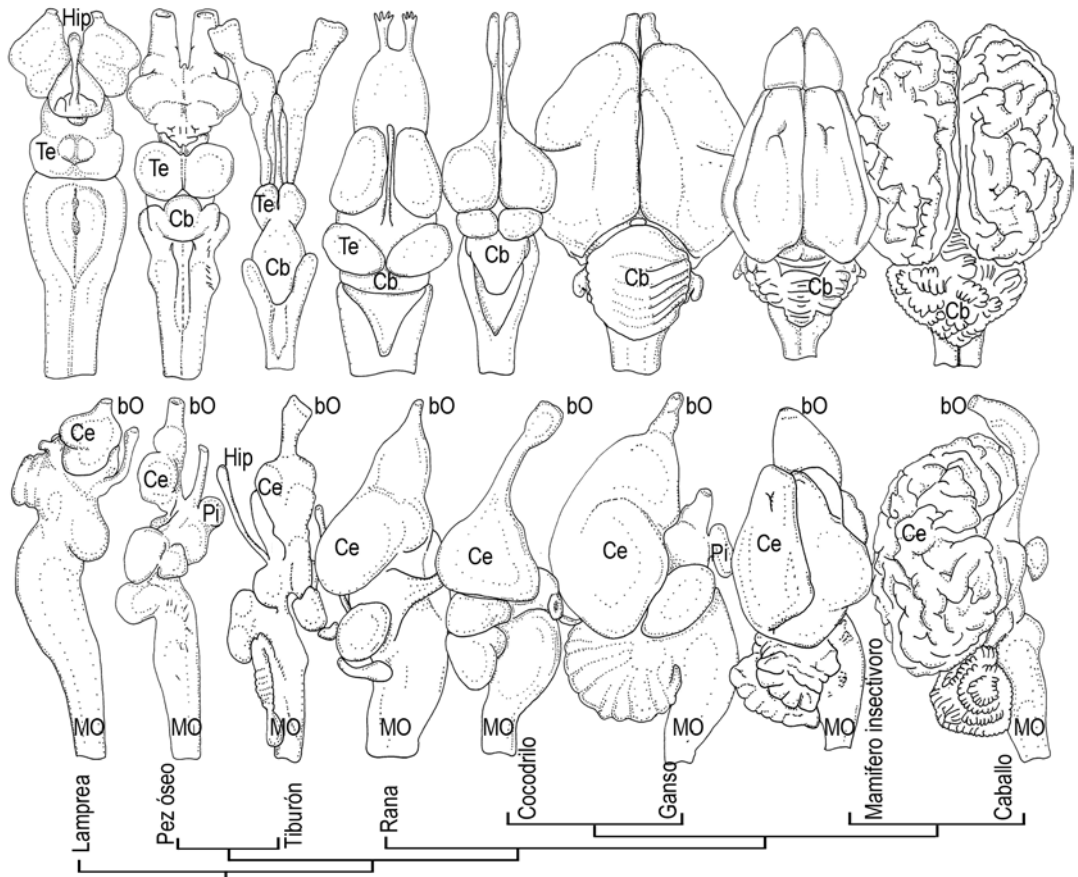 Hip
Te
Te
Cb
Te
Cb
Te
Cb
Cb
Cb
Cb
Cb
bO
bO
bO
bO
bO
bO
bO
bO
Ce
Ce
Pi
Hip
Ce
Ce
Ce
Ce
Pi
Ce
Ce
MO
MO
MO
MO
MO
MO
MO
MO
Lamprea
Pez óseo
Tiburón
Rana
Cocodrilo
Ganso
Mamífero insectivoro
Caballo